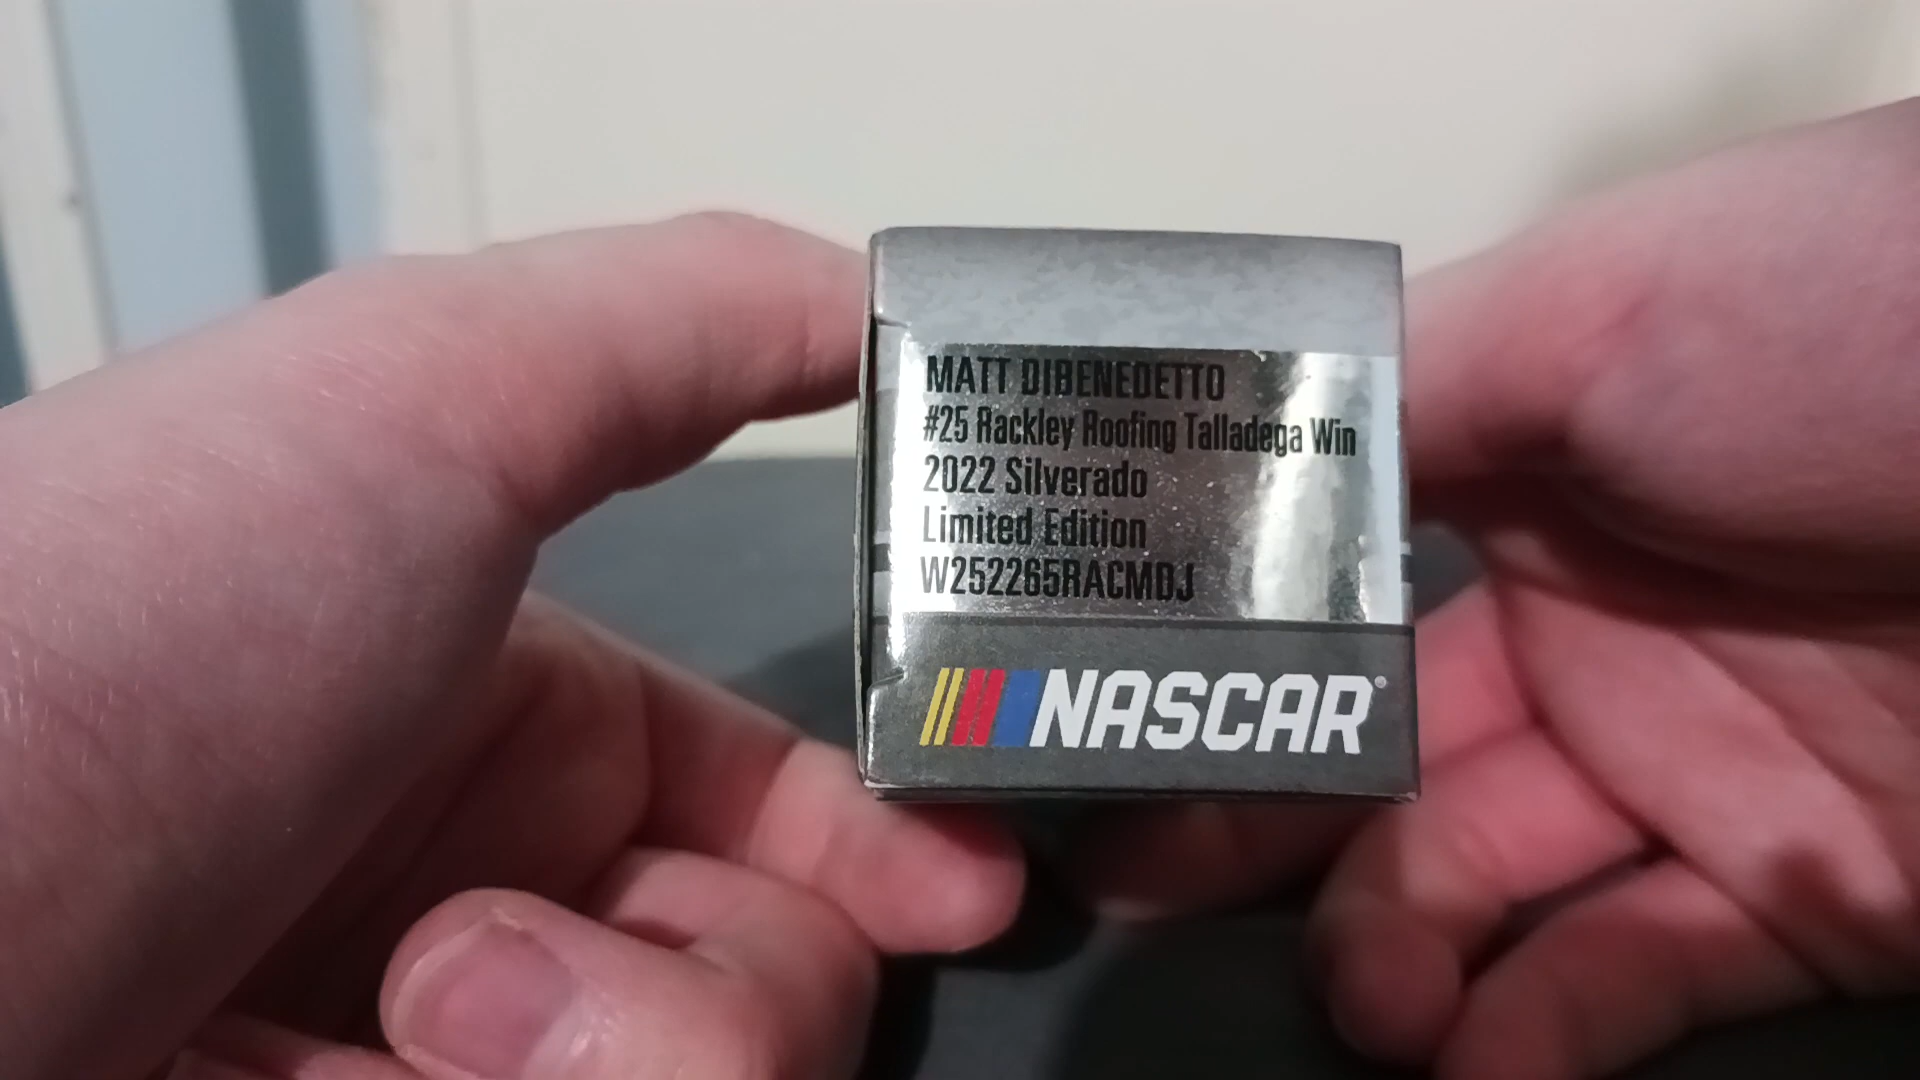 MATT DIBENEDETTO
#25 Rackley Roofing Talladega Win
2022 Silverado
Limited Edition
W252265RACMDJ
NASCAR®